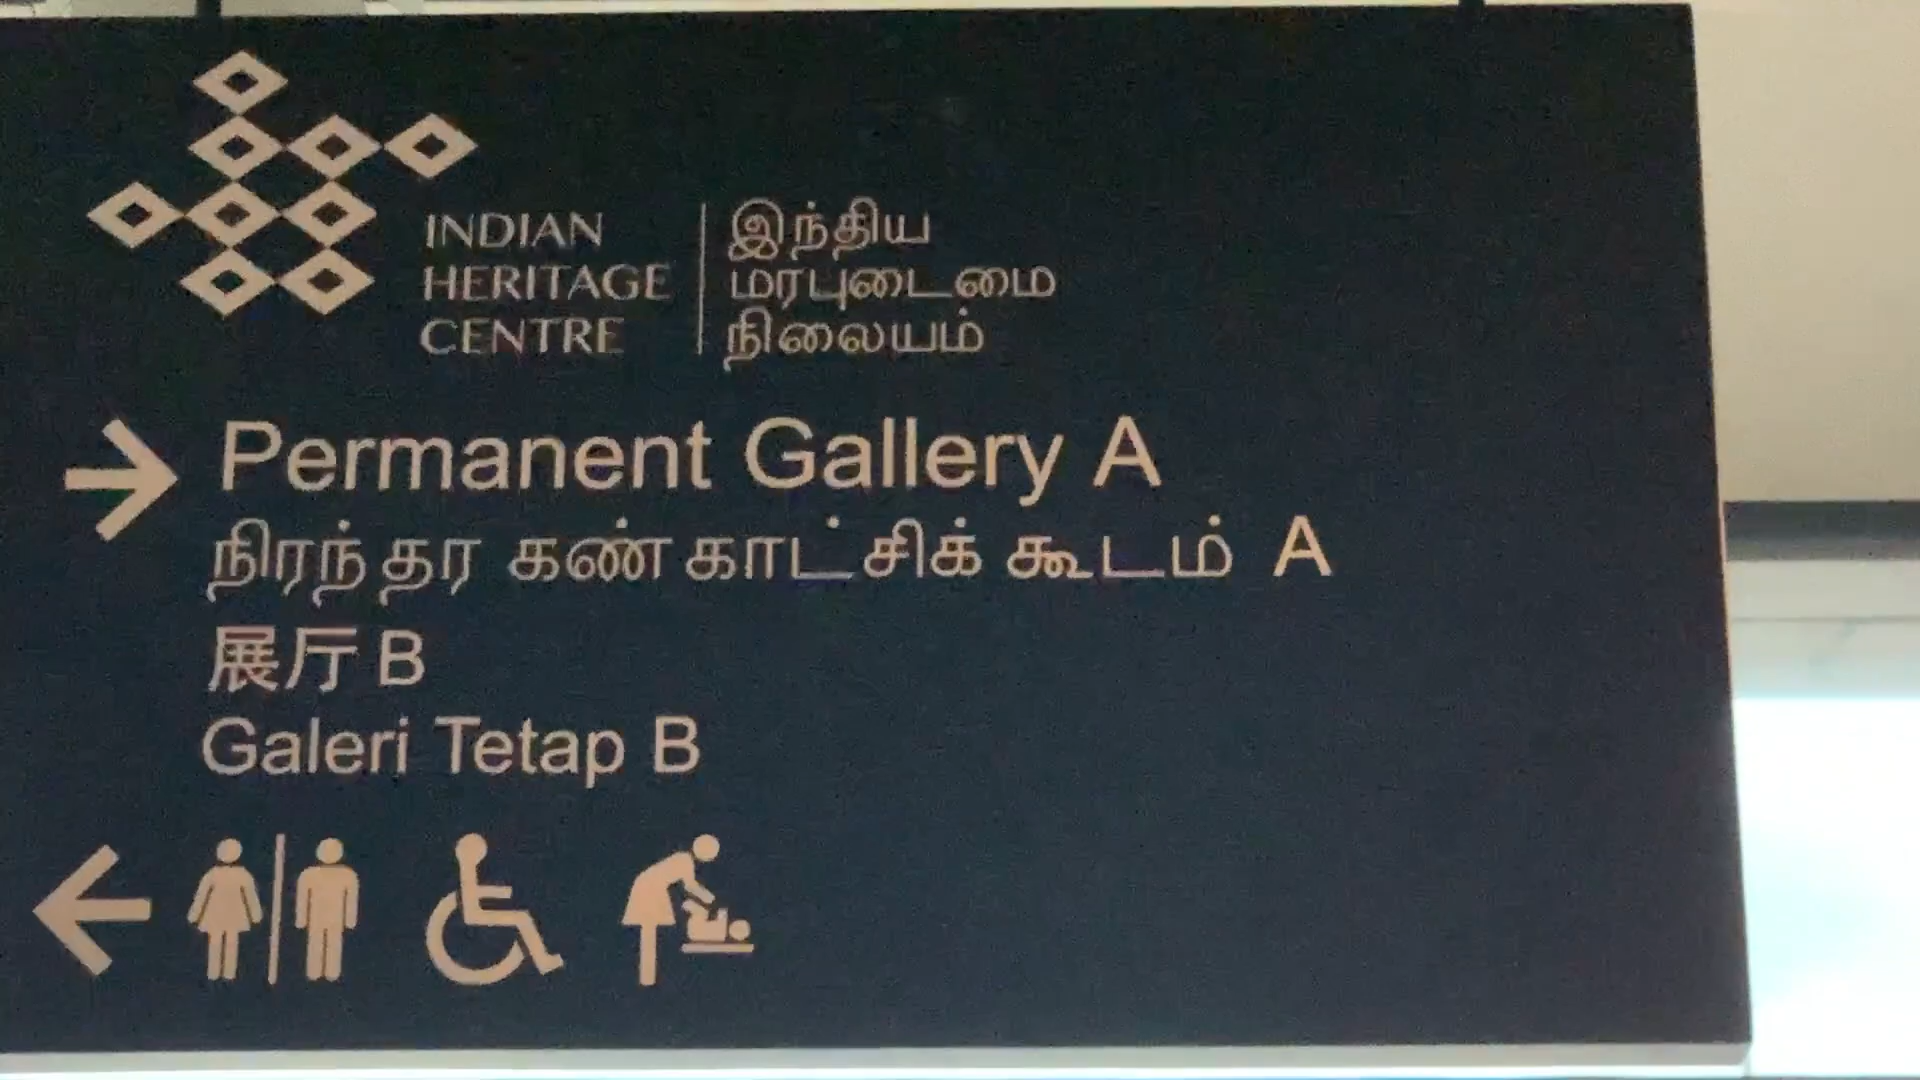 INDIAN
HERITAGE
CENTRE
இந்திய
மரபுடைமை
நிலையம்
Permanent Gallery A
நிரந்தர கண்காட்சிக் கூடம் A
展厅 B
Galeri Tetap B